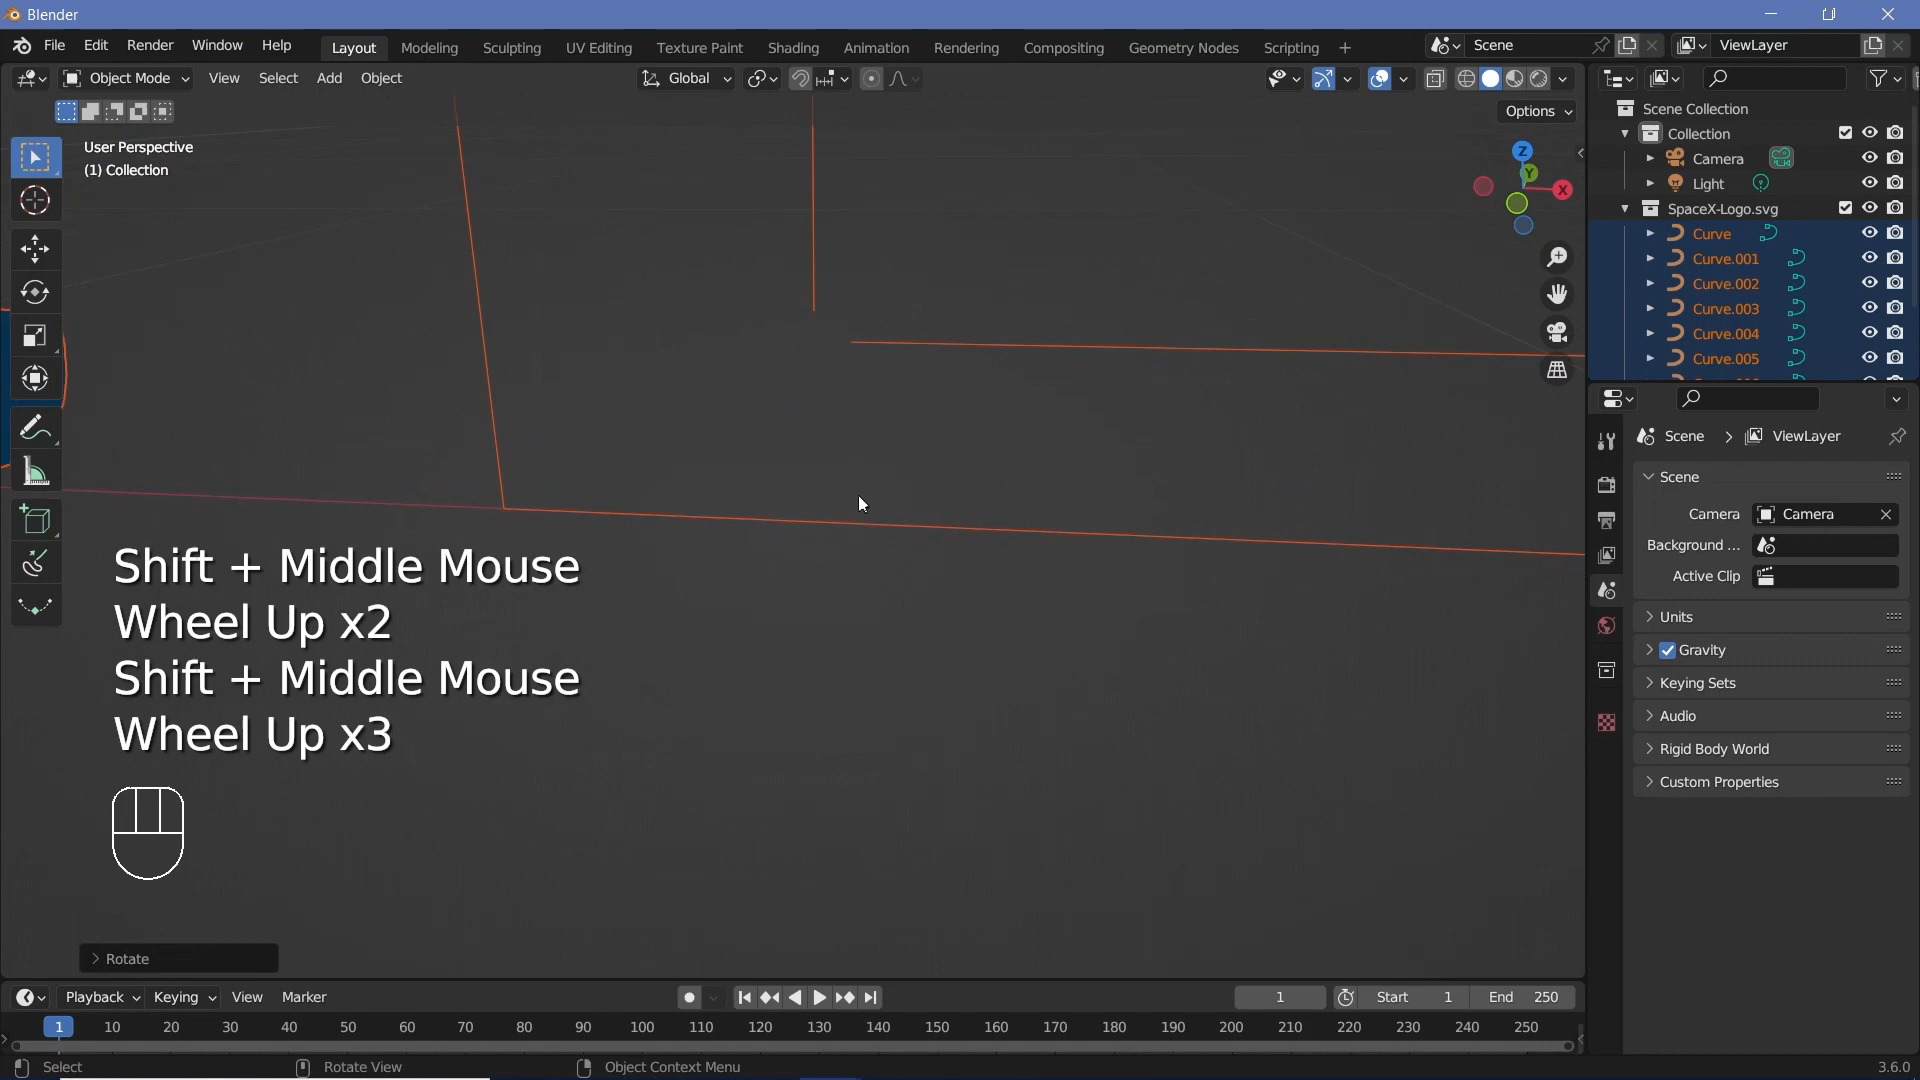 Blender
File Edit Render Window Help Layout Modeling Sculpting UV Editing Texture Paint Shading Animation Rendering Compositing Geometry Nodes Scripting + Scene ViewLayer
Object Mode View Select Add Object Global
Options
User Perspective
(1) Collection
Z
Y
X
Scene Collection
Collection
Camera
Light
SpaceX-Logo.svg
Curve
Curve.001
Curve.002
Curve.003
Curve.004
Curve.005
Scene > ViewLayer
Scene
Camera Camera
Background ...
Active Clip
Units
Gravity
Keying Sets
Audio
Rigid Body World
Custom Properties
Shift + Middle Mouse
Wheel Up x2
Shift + Middle Mouse
Wheel Up x3
Rotate
Playback Keying View Marker 1 Start 1 End 250
1 10 20 30 40 50 60 70 80 90 100 110 120 130 140 150 160 170 180 190 200 210 220 230 240 250
Select Rotate View Object Context Menu 3.6.0